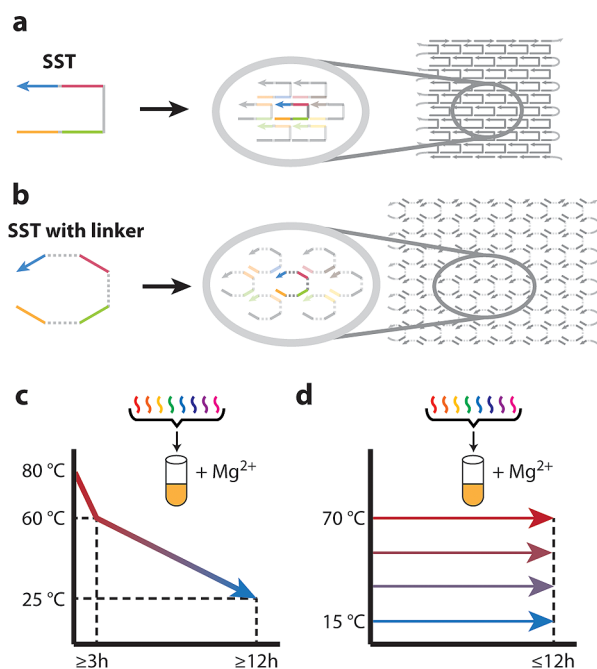 a
SST
b
SST with linker
c
+ Mg²⁺
80 °C
60 °C
25 °C
≥3h
≥12h
d
+ Mg²⁺
70 °C
15 °C
≤12h